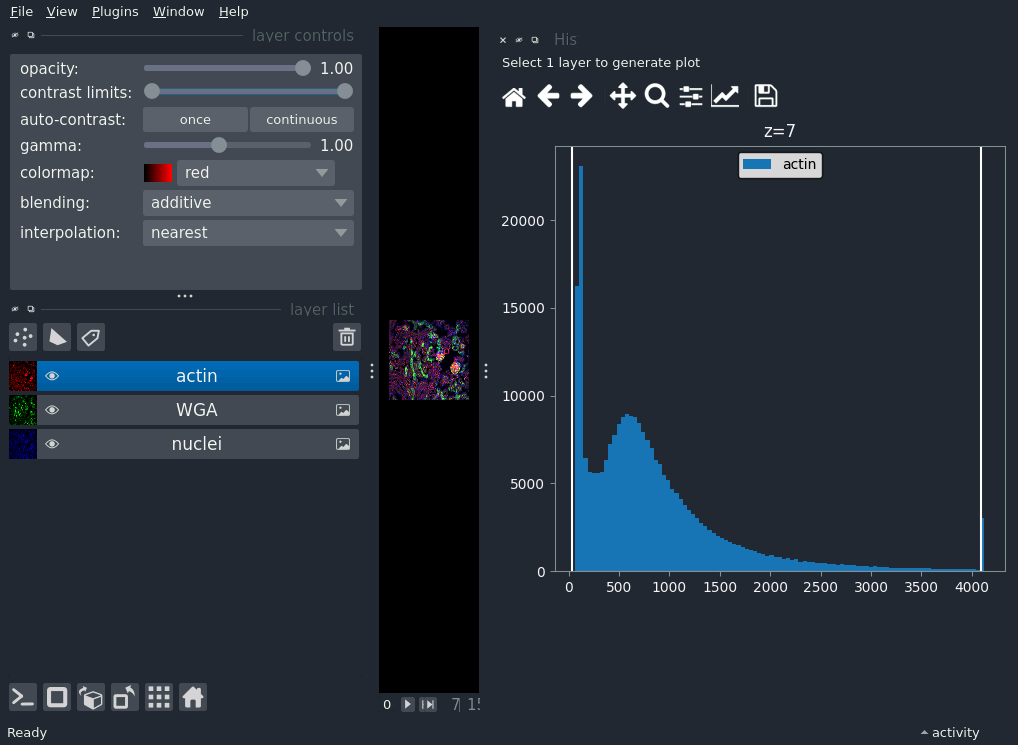 File View Plugins Window Help
layer controls
opacity: 1.00
contrast limits:
auto-contrast: once continuous
gamma: 1.00
colormap: red
blending: additive
interpolation: nearest
layer list
actin
WGA
nuclei
0 7 15
Ready
His
Select 1 layer to generate plot
z=7
actin
20000
15000
10000
5000
0
0 500 1000 1500 2000 2500 3000 3500 4000
activity